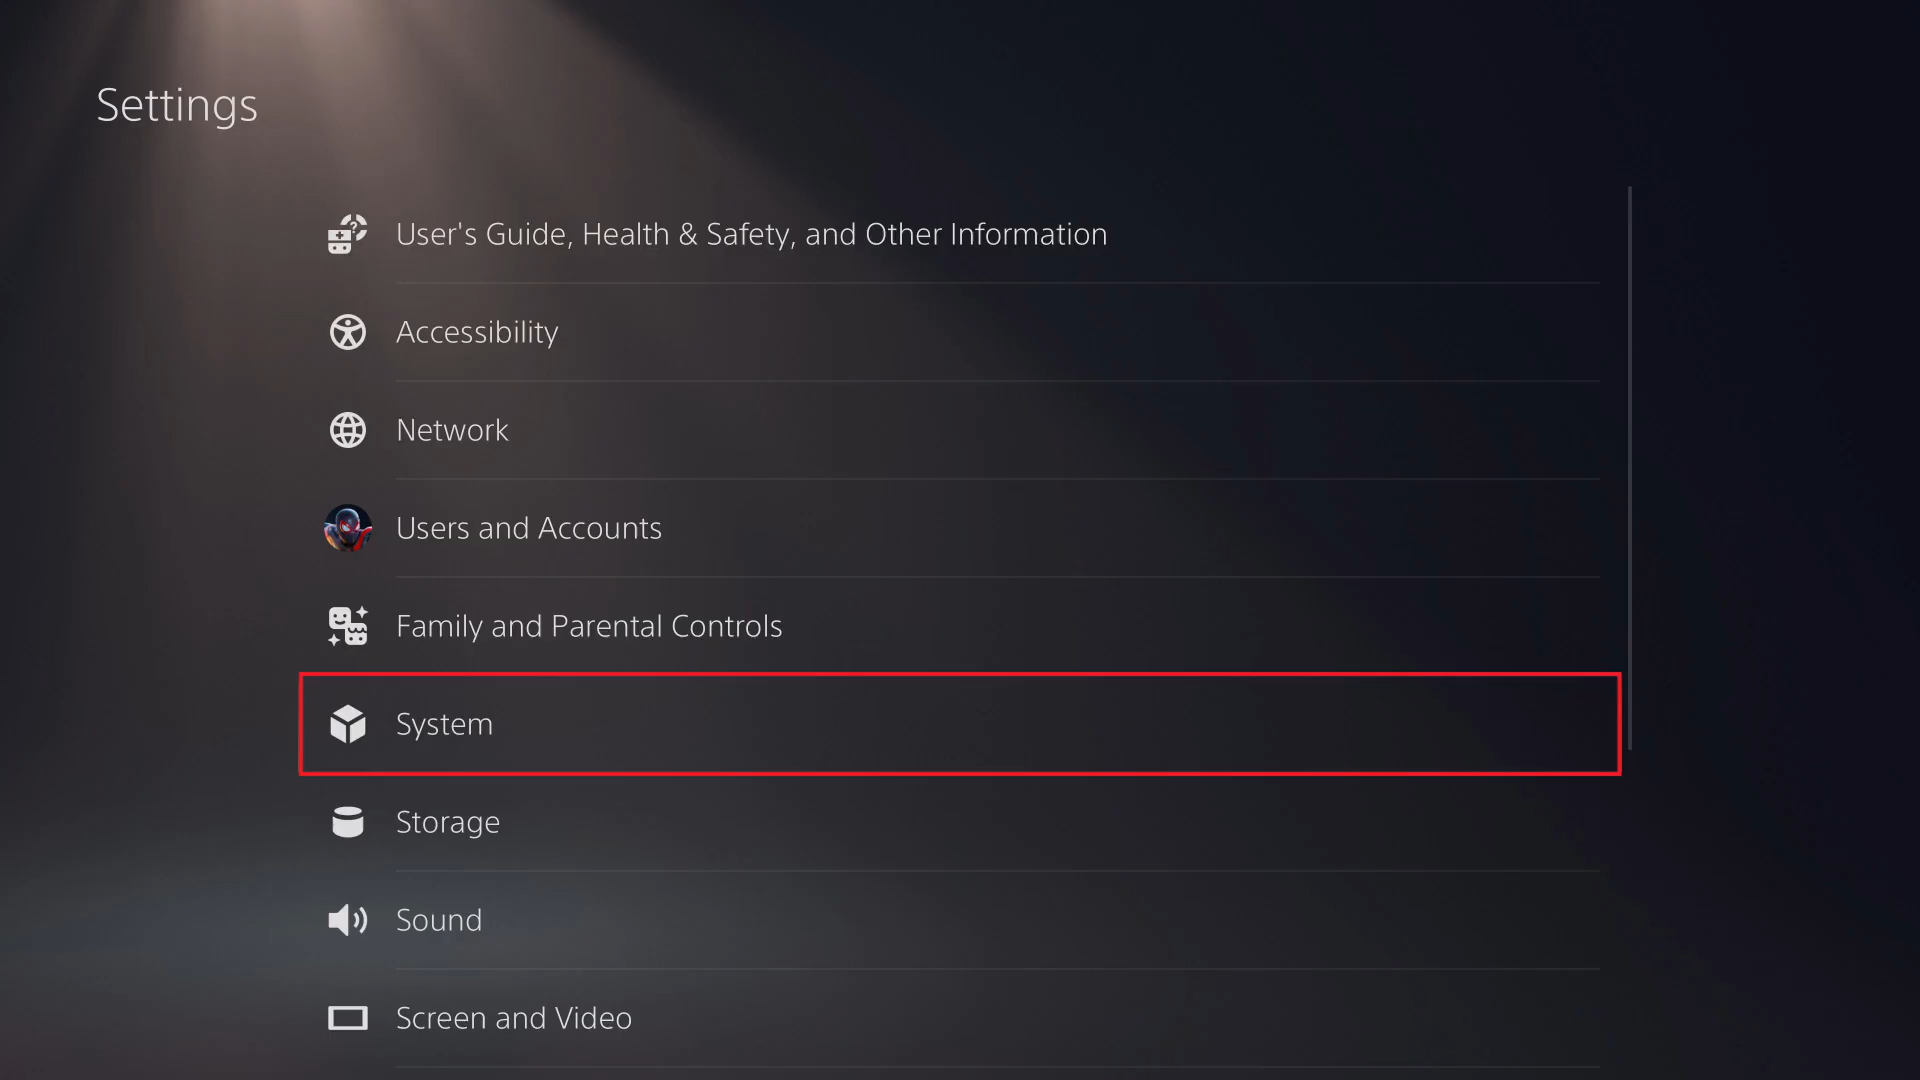 Settings
User's Guide, Health & Safety, and Other Information
Accessibility
Network
Users and Accounts
Family and Parental Controls
System
Storage
Sound
Screen and Video